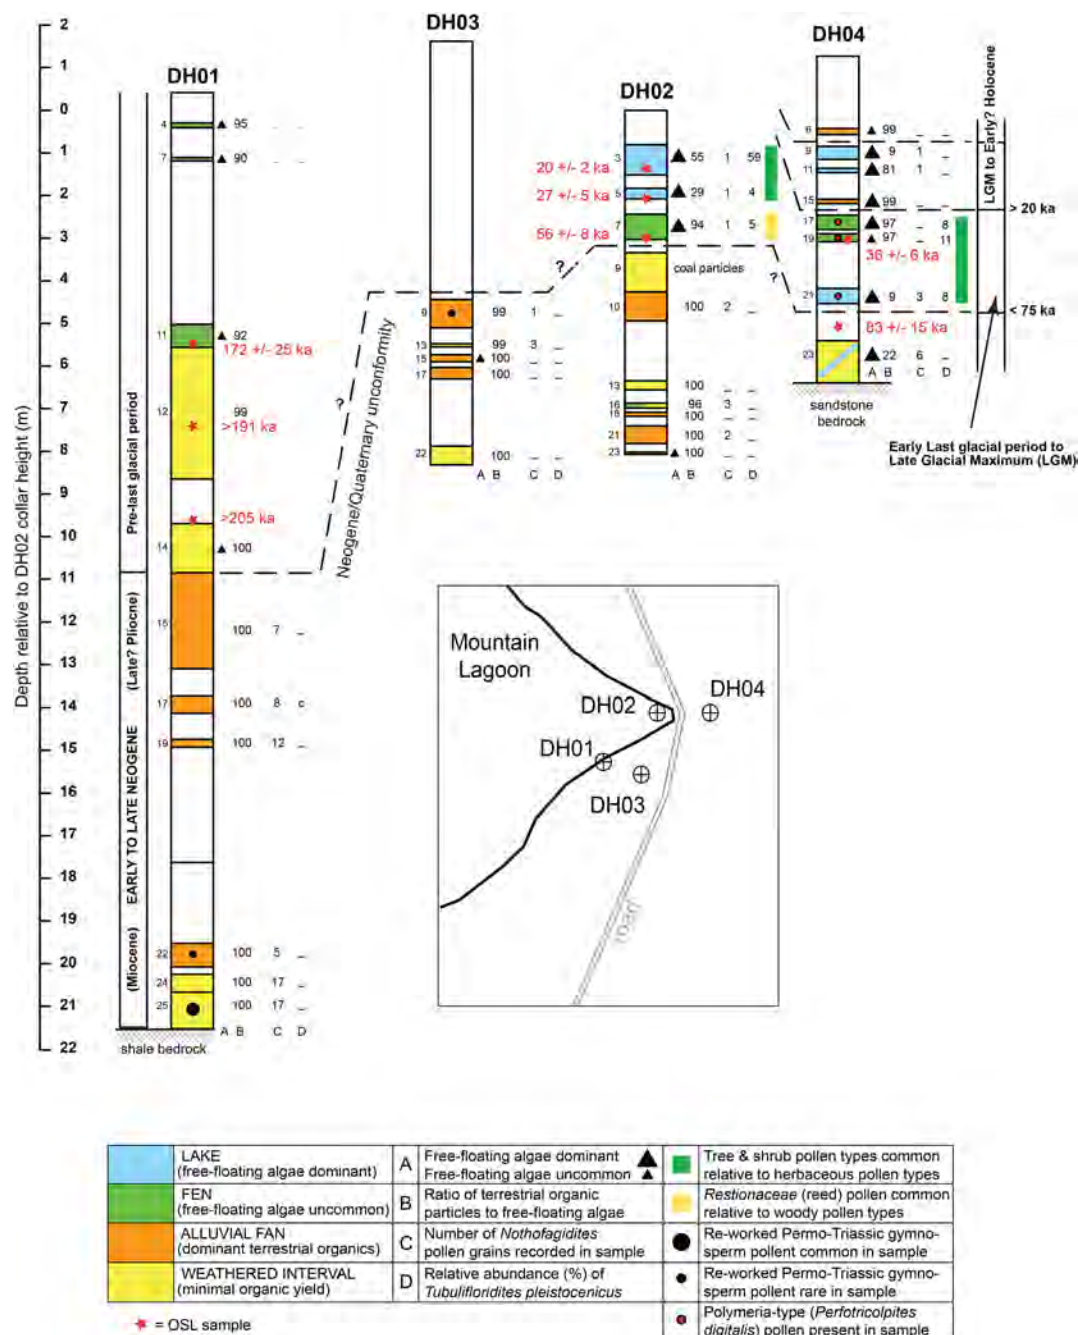 DH03
DH04
DH01
DH02
2
1
0
1
2
3
4
5
6
7
8
9
10
11
12
13
14
15
16
17
18
19
20
21
22
Depth relative to DH02 collar height (m)
Pre-last glacial period
(Miocene) EARLY TO LATE NEOGENE (Late? Pliocne)
4 95 _ _
7 90 _ _
11 92
172 +/- 25 ka
12 99
>191 ka
>205 ka
14 100
15 100 7 _
17 100 8 c
19 100 12 _
22 100 5 _
24 100 17 _
25 100 17 _
A B C D
shale bedrock
?
Neogene/Quaternary unconformity
9 99 1 _
13 99 3 _
15 100 _ _
17 100 _ _
22 100 _ _
A B C D
?
3 55 1 59
20 +/- 2 ka
27 +/- 5 ka
5 29 1 4
7 94 1 5
56 +/- 8 ka
9 coal particles
10 100 2 _
13 100 _ _
16 96 3 _
100 _ _
21 100 2 _
23 100 _ _
A B C D
?
6 99 _ _
9 9 1 _
11 81 1 _
15 99 _ _
17 97 _ 8
19 97 _ 11
36 +/- 6 ka
21 9 3 8
83 +/- 15 ka
23 22 6 _
A B C D
sandstone
bedrock
LGM to Early? Holocene
> 20 ka
< 75 ka
Early Last glacial period to
Late Glacial Maximum (LGM)
Mountain
Lagoon
DH02
DH04
DH01
DH03
road
LAKE
(free-floating algae dominant)
FEN
(free-floating algae uncommon)
ALLUVIAL FAN
(dominant terrestrial organics)
WEATHERED INTERVAL
(minimal organic yield)
= OSL sample
A Free-floating algae dominant
Free-floating algae uncommon
B Ratio of terrestrial organic
particles to free-floating algae
C Number of Nothofagidites
pollen grains recorded in sample
D Relative abundance (%) of
Tubulifloridites pleistocenicus
Tree & shrub pollen types common
relative to herbaceous pollen types
Restionaceae (reed) pollen common
relative to woody pollen types
Re-worked Permo-Triassic gymno-
sperm pollent common in sample
Re-worked Permo-Triassic gymno-
sperm pollent rare in sample
Polymeria-type (Perfotricolpites
digitalis) pollen present in sample